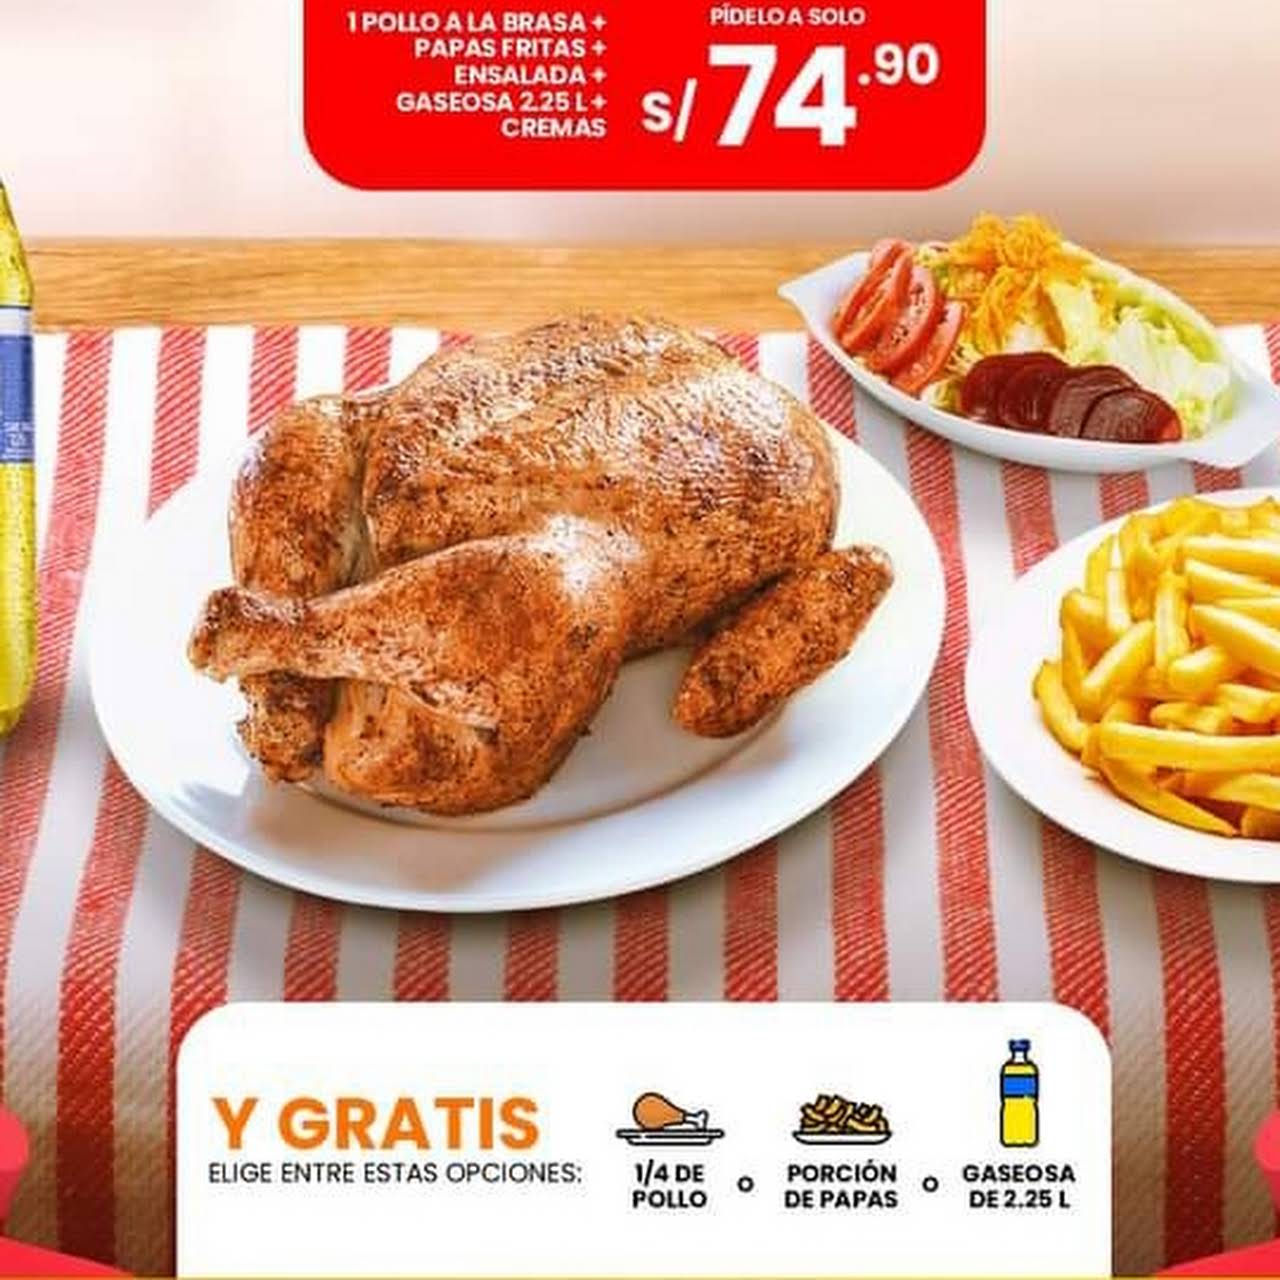 1 POLLO A LA BRASA +
PAPAS FRITAS +
ENSALADA +
GASEOSA 2.25 L +
CREMAS
PÍDELO A SOLO
S/74.90
Y GRATIS
ELIGE ENTRE ESTAS OPCIONES:
1/4 DE
POLLO
o
PORCIÓN
DE PAPAS
o
GASEOSA
DE 2.25 L